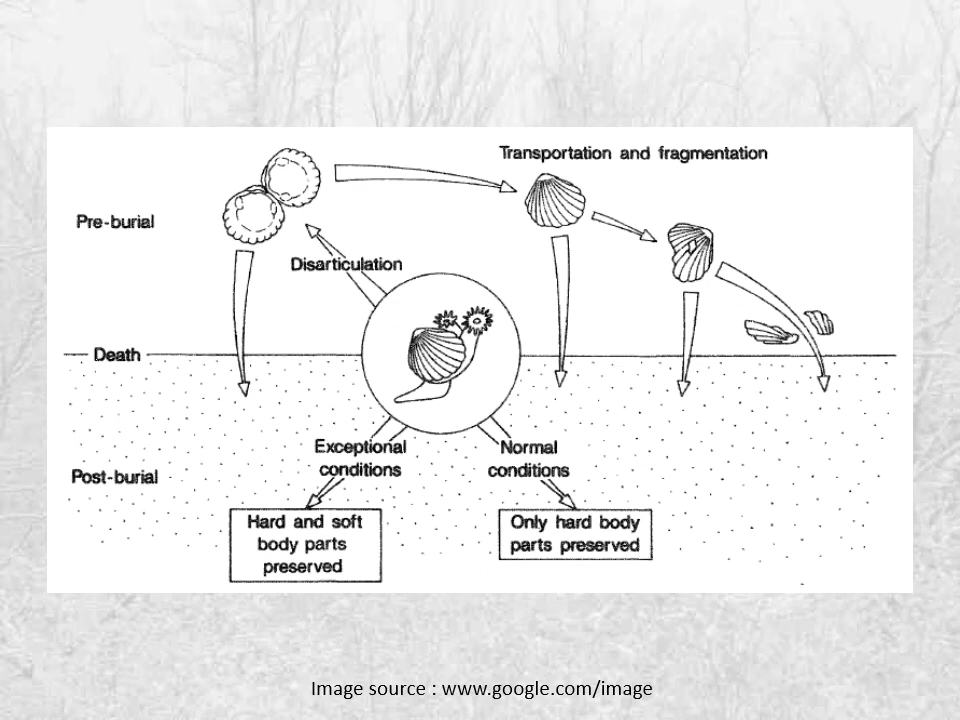 Transportation and fragmentation
Pre-burial
Disarticulation
Death
Exceptional
conditions
Normal
conditions
Post-burial
Hard and soft
body parts
preserved
Only hard body
parts preserved
Image source : www.google.com/image